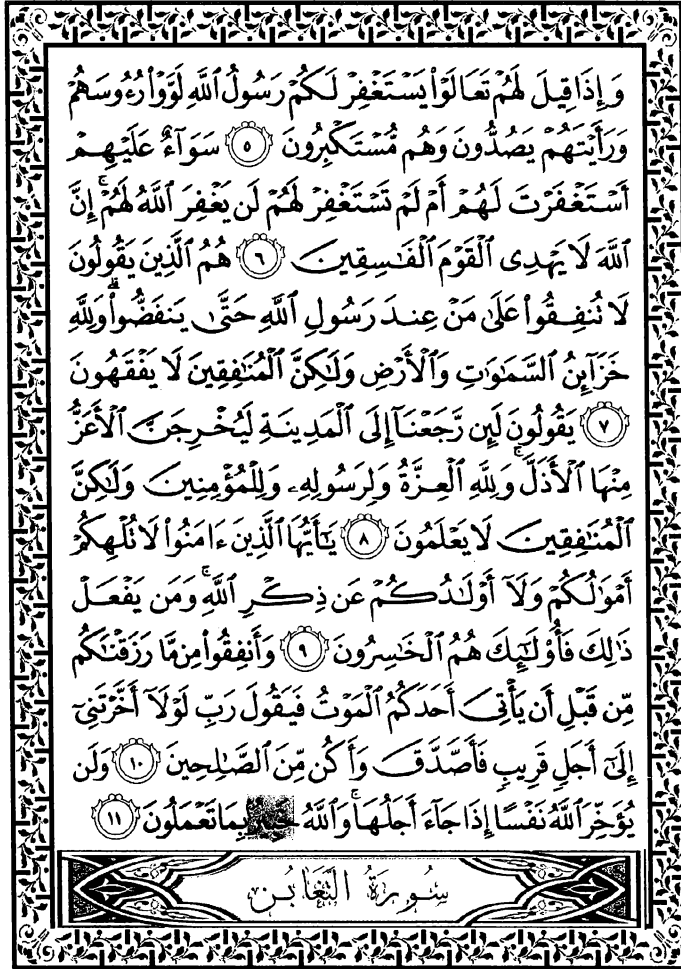 وَإِذَا قِيلَ لَهُمْ تَعَالَوْا۟ يَسْتَغْفِرْ لَكُمْ رَسُولُ ٱللَّهِ لَوَّوْا۟ رُءُوسَهُمْ
وَرَأَيْتَهُمْ يَصُدُّونَ وَهُم مُّسْتَكْبِرُونَ ٥ سَوَآءٌ عَلَيْهِمْ
أَسْتَغْفَرْتَ لَهُمْ أَمْ لَمْ تَسْتَغْفِرْ لَهُمْ لَن يَغْفِرَ ٱللَّهُ لَهُمْ ۚ إِنَّ
ٱللَّهَ لَا يَهْدِى ٱلْقَوْمَ ٱلْفَٰسِقِينَ ٦ هُمُ ٱلَّذِينَ يَقُولُونَ
لَا تُنفِقُوا۟ عَلَىٰ مَنْ عِندَ رَسُولِ ٱللَّهِ حَتَّىٰ يَنفَضُّوا۟ ۗ وَلِلَّهِ
خَزَآئِنُ ٱلسَّمَٰوَٰتِ وَٱلْأَرْضِ وَلَٰكِنَّ ٱلْمُنَٰفِقِينَ لَا يَفْقَهُونَ
٧ يَقُولُونَ لَئِن رَّجَعْنَآ إِلَى ٱلْمَدِينَةِ لَيُخْرِجَنَّ ٱلْأَعَزُّ
مِنْهَا ٱلْأَذَلَّ ۚ وَلِلَّهِ ٱلْعِزَّةُ وَلِرَسُولِهِۦ وَلِلْمُؤْمِنِينَ وَلَٰكِنَّ
ٱلْمُنَٰفِقِينَ لَا يَعْلَمُونَ ٨ يَٰٓأَيُّهَا ٱلَّذِينَ ءَامَنُوا۟ لَا تُلْهِكُمْ
أَمْوَٰلُكُمْ وَلَآ أَوْلَٰدُكُمْ عَن ذِكْرِ ٱللَّهِ ۚ وَمَن يَفْعَلْ
ذَٰلِكَ فَأُو۟لَٰٓئِكَ هُمُ ٱلْخَٰسِرُونَ ٩ وَأَنفِقُوا۟ مِن مَّا رَزَقْنَٰكُم
مِّن قَبْلِ أَن يَأْتِىَ أَحَدَكُمُ ٱلْمَوْتُ فَيَقُولَ رَبِّ لَوْلَآ أَخَّرْتَنِىٓ
إِلَىٰٓ أَجَلٍ قَرِيبٍ فَأَصَّدَّقَ وَأَكُن مِّنَ ٱلصَّٰلِحِينَ ١٠ وَلَن
يُؤَخِّرَ ٱللَّهُ نَفْسًا إِذَا جَآءَ أَجَلُهَا ۚ وَٱللَّهُ بِمَا تَعْمَلُونَ ١١
سُورَةُ التَّغَابُنِ